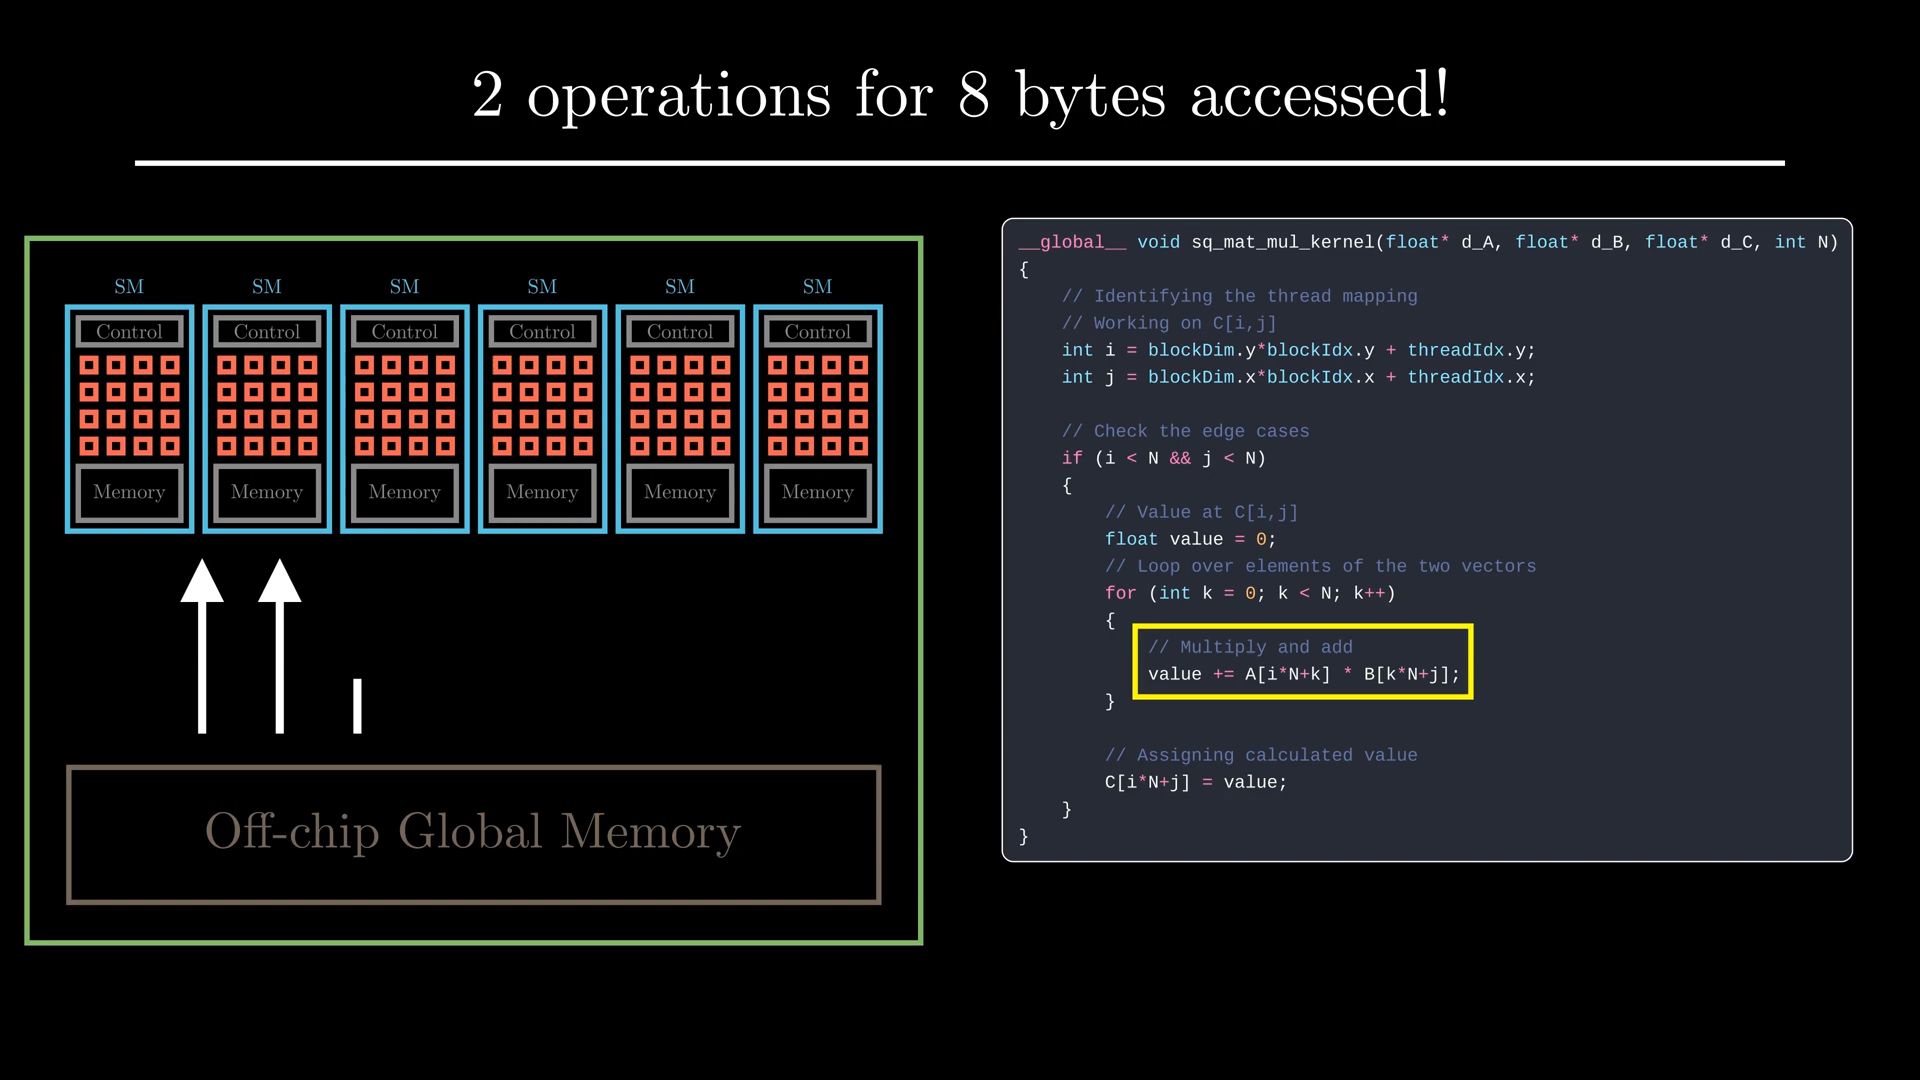 2 operations for 8 bytes accessed!
SM SM SM SM SM SM
Control Control Control Control Control Control
Memory Memory Memory Memory Memory Memory
Off-chip Global Memory
__global__ void sq_mat_mul_kernel(float* d_A, float* d_B, float* d_C, int N)
{
    // Identifying the thread mapping
    // Working on C[i,j]
    int i = blockDim.y*blockIdx.y + threadIdx.y;
    int j = blockDim.x*blockIdx.x + threadIdx.x;

    // Check the edge cases
    if (i < N && j < N)
    {
        // Value at C[i,j]
        float value = 0;
        // Loop over elements of the two vectors
        for (int k = 0; k < N; k++)
        {
            // Multiply and add
            value += A[i*N+k] * B[k*N+j];
        }

        // Assigning calculated value
        C[i*N+j] = value;
    }
}